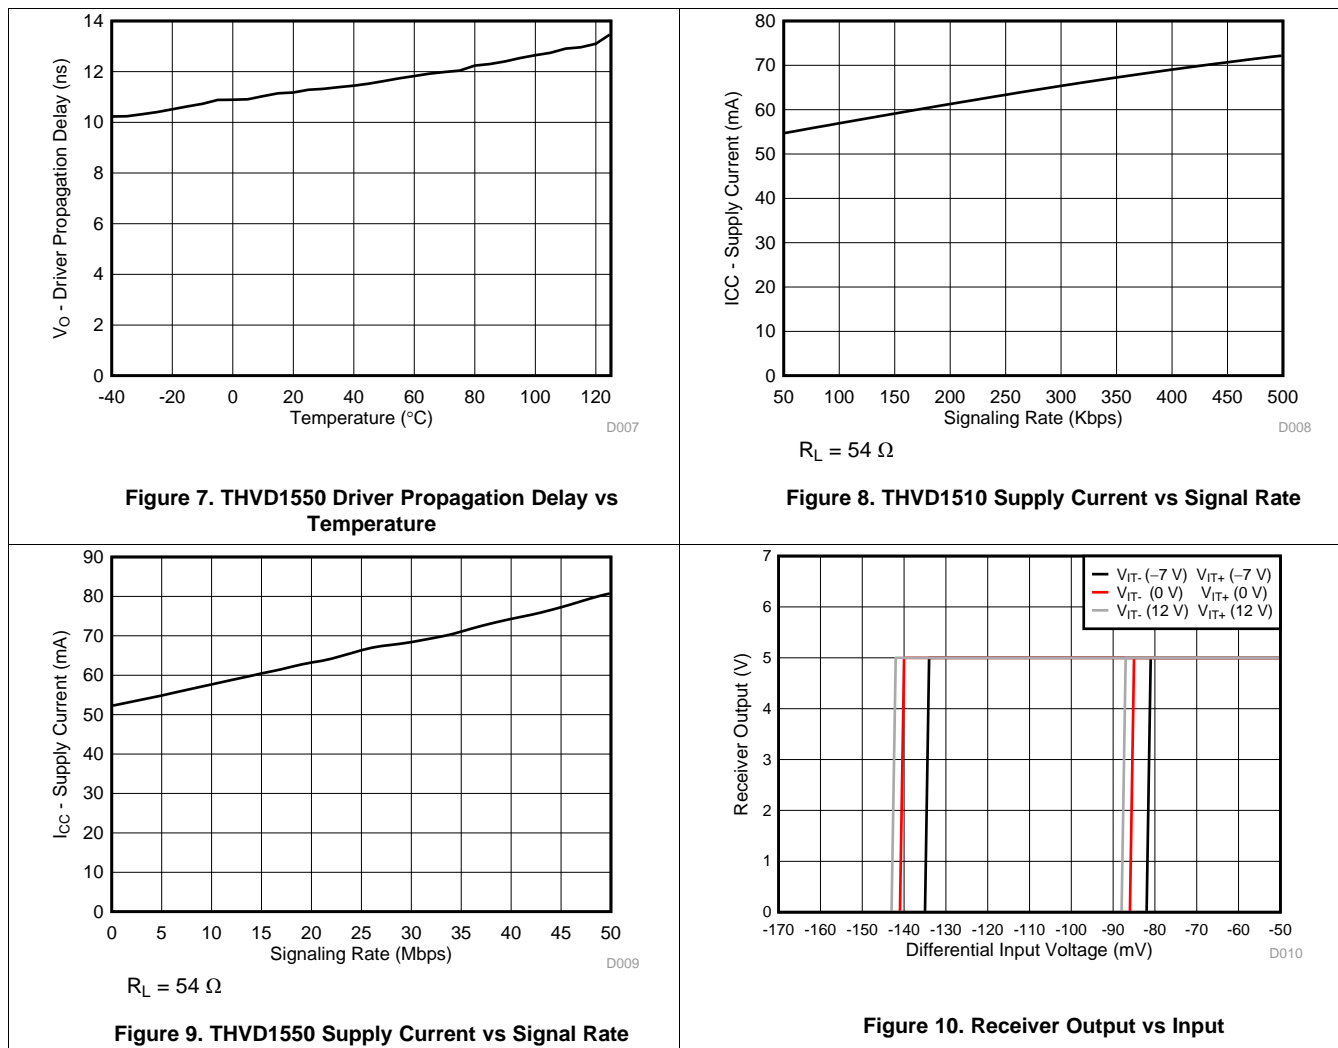 14
12
10
8
6
4
2
0
VO - Driver Propagation Delay (ns)
-40 -20 0 20 40 60 80 100 120
Temperature (°C)
D007
Figure 7. THVD1550 Driver Propagation Delay vs
Temperature
80
70
60
50
40
30
20
10
0
ICC - Supply Current (mA)
50 100 150 200 250 300 350 400 450 500
Signaling Rate (Kbps)
D008
RL = 54 Ω
Figure 8. THVD1510 Supply Current vs Signal Rate
90
80
70
60
50
40
30
20
10
0
ICC - Supply Current (mA)
0 5 10 15 20 25 30 35 40 45 50
Signaling Rate (Mbps)
D009
RL = 54 Ω
Figure 9. THVD1550 Supply Current vs Signal Rate
7
6
5
4
3
2
1
0
Receiver Output (V)
VIT- (−7 V) VIT+ (−7 V)
VIT- (0 V) VIT+ (0 V)
VIT- (12 V) VIT+ (12 V)
-170 -160 -150 -140 -130 -120 -110 -100 -90 -80 -70 -60 -50
Differential Input Voltage (mV)
D010
Figure 10. Receiver Output vs Input